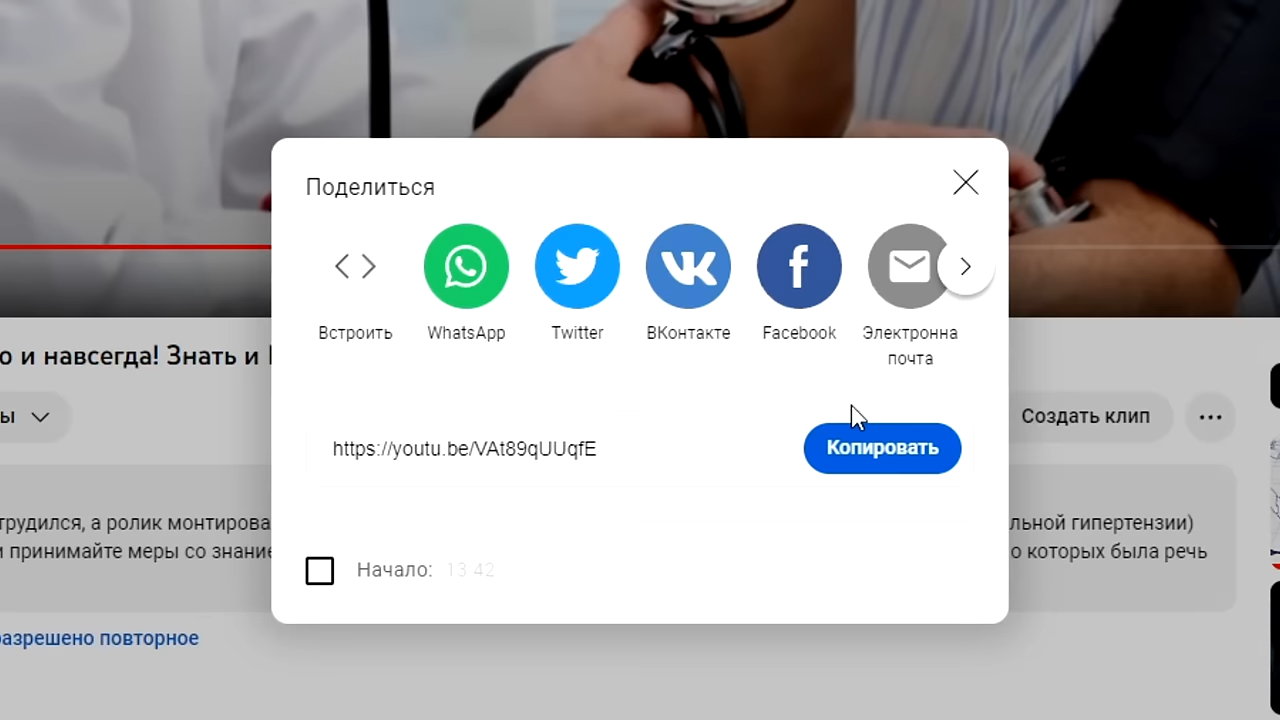 Поделиться
Встроить
WhatsApp
Twitter
ВКонтакте
Facebook
Электронна
почта
о и навсегда! Знать и
ы
Создать клип
https://youtu.be/VAt89qUUqfE
Копировать
трудился, а ролик монтирова
льной гипертензии)
и принимайте меры со знание
о которых была речь
Начало: 13 42
разрешено повторное